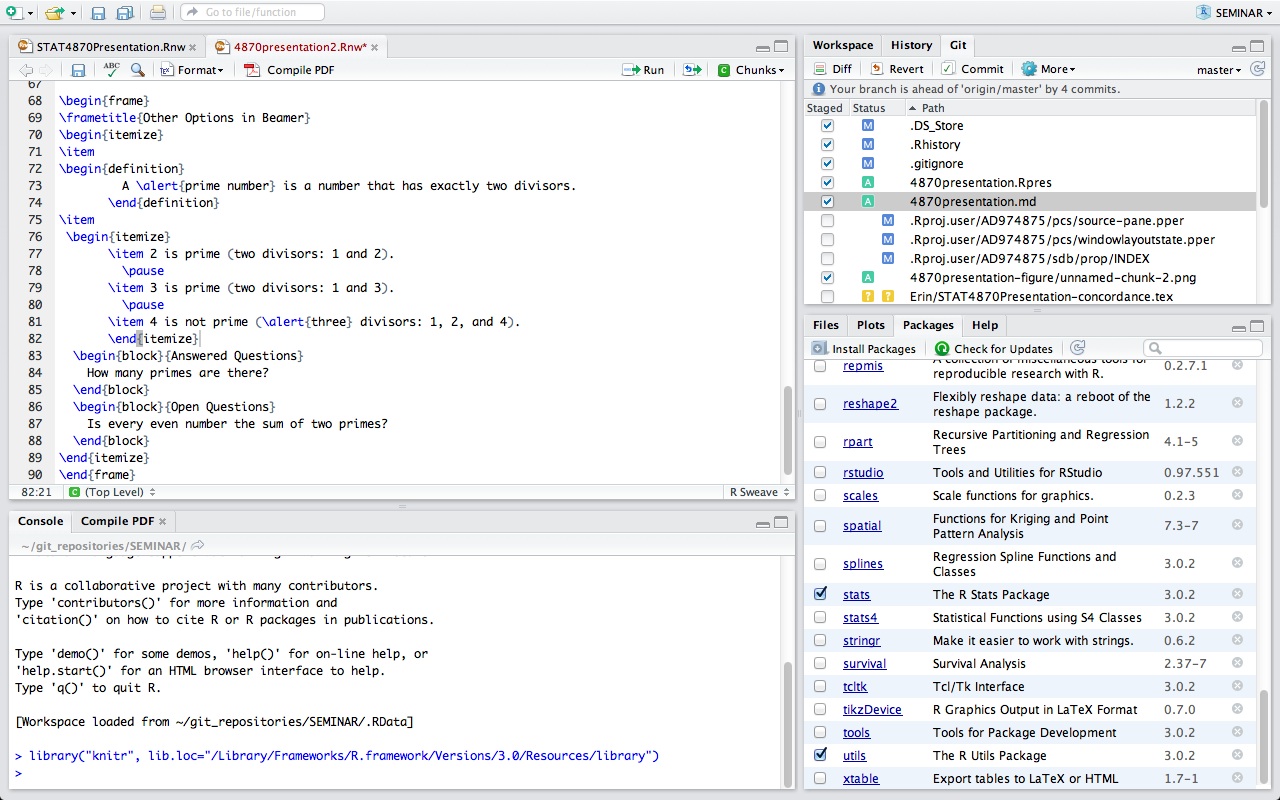 Go to file/function
SEMINAR
STAT4870Presentation.Rnw
4870presentation2.Rnw*
ABC
Format
Compile PDF
Run
Chunks
67
68 \begin{frame}
69 \frametitle{Other Options in Beamer}
70 \begin{itemize}
71 \item
72 \begin{definition}
73 A \alert{prime number} is a number that has exactly two divisors.
74 \end{definition}
75 \item
76 \begin{itemize}
77 \item 2 is prime (two divisors: 1 and 2).
78 \pause
79 \item 3 is prime (two divisors: 1 and 3).
80 \pause
81 \item 4 is not prime (\alert{three} divisors: 1, 2, and 4).
82 \end{itemize}
83 \begin{block}{Answered Questions}
84 How many primes are there?
85 \end{block}
86 \begin{block}{Open Questions}
87 Is every even number the sum of two primes?
88 \end{block}
89 \end{itemize}
90 \end{frame}
82:21 C (Top Level) R Sweave
Console Compile PDF
~/git_repositories/SEMINAR/
R is a collaborative project with many contributors.
Type 'contributors()' for more information and
'citation()' on how to cite R or R packages in publications.
Type 'demo()' for some demos, 'help()' for on-line help, or
'help.start()' for an HTML browser interface to help.
Type 'q()' to quit R.
[Workspace loaded from ~/git_repositories/SEMINAR/.RData]
> library("knitr", lib.loc="/Library/Frameworks/R.framework/Versions/3.0/Resources/library")
>
Workspace History Git
Diff Revert Commit More master
Your branch is ahead of 'origin/master' by 4 commits.
Staged Status Path
M .DS_Store
M .Rhistory
M .gitignore
A 4870presentation.Rpres
A 4870presentation.md
M .Rproj.user/AD974875/pcs/source-pane.pper
M .Rproj.user/AD974875/pcs/windowlayoutstate.pper
M .Rproj.user/AD974875/sdb/prop/INDEX
A 4870presentation-figure/unnamed-chunk-2.png
? ? Erin/STAT4870Presentation-concordance.tex
Files Plots Packages Help
Install Packages Check for Updates
repmis A collection of miscellaneous tools for 0.2.7.1
reproducible research with R.
reshape2 Flexibly reshape data: a reboot of the 1.2.2
reshape package.
rpart Recursive Partitioning and Regression 4.1-5
Trees
rstudio Tools and Utilities for RStudio 0.97.551
scales Scale functions for graphics. 0.2.3
spatial Functions for Kriging and Point 7.3-7
Pattern Analysis
splines Regression Spline Functions and 3.0.2
Classes
stats The R Stats Package 3.0.2
stats4 Statistical Functions using S4 Classes 3.0.2
stringr Make it easier to work with strings. 0.6.2
survival Survival Analysis 2.37-7
tcltk Tcl/Tk Interface 3.0.2
tikzDevice R Graphics Output in LaTeX Format 0.7.0
tools Tools for Package Development 3.0.2
utils The R Utils Package 3.0.2
xtable Export tables to LaTeX or HTML 1.7-1